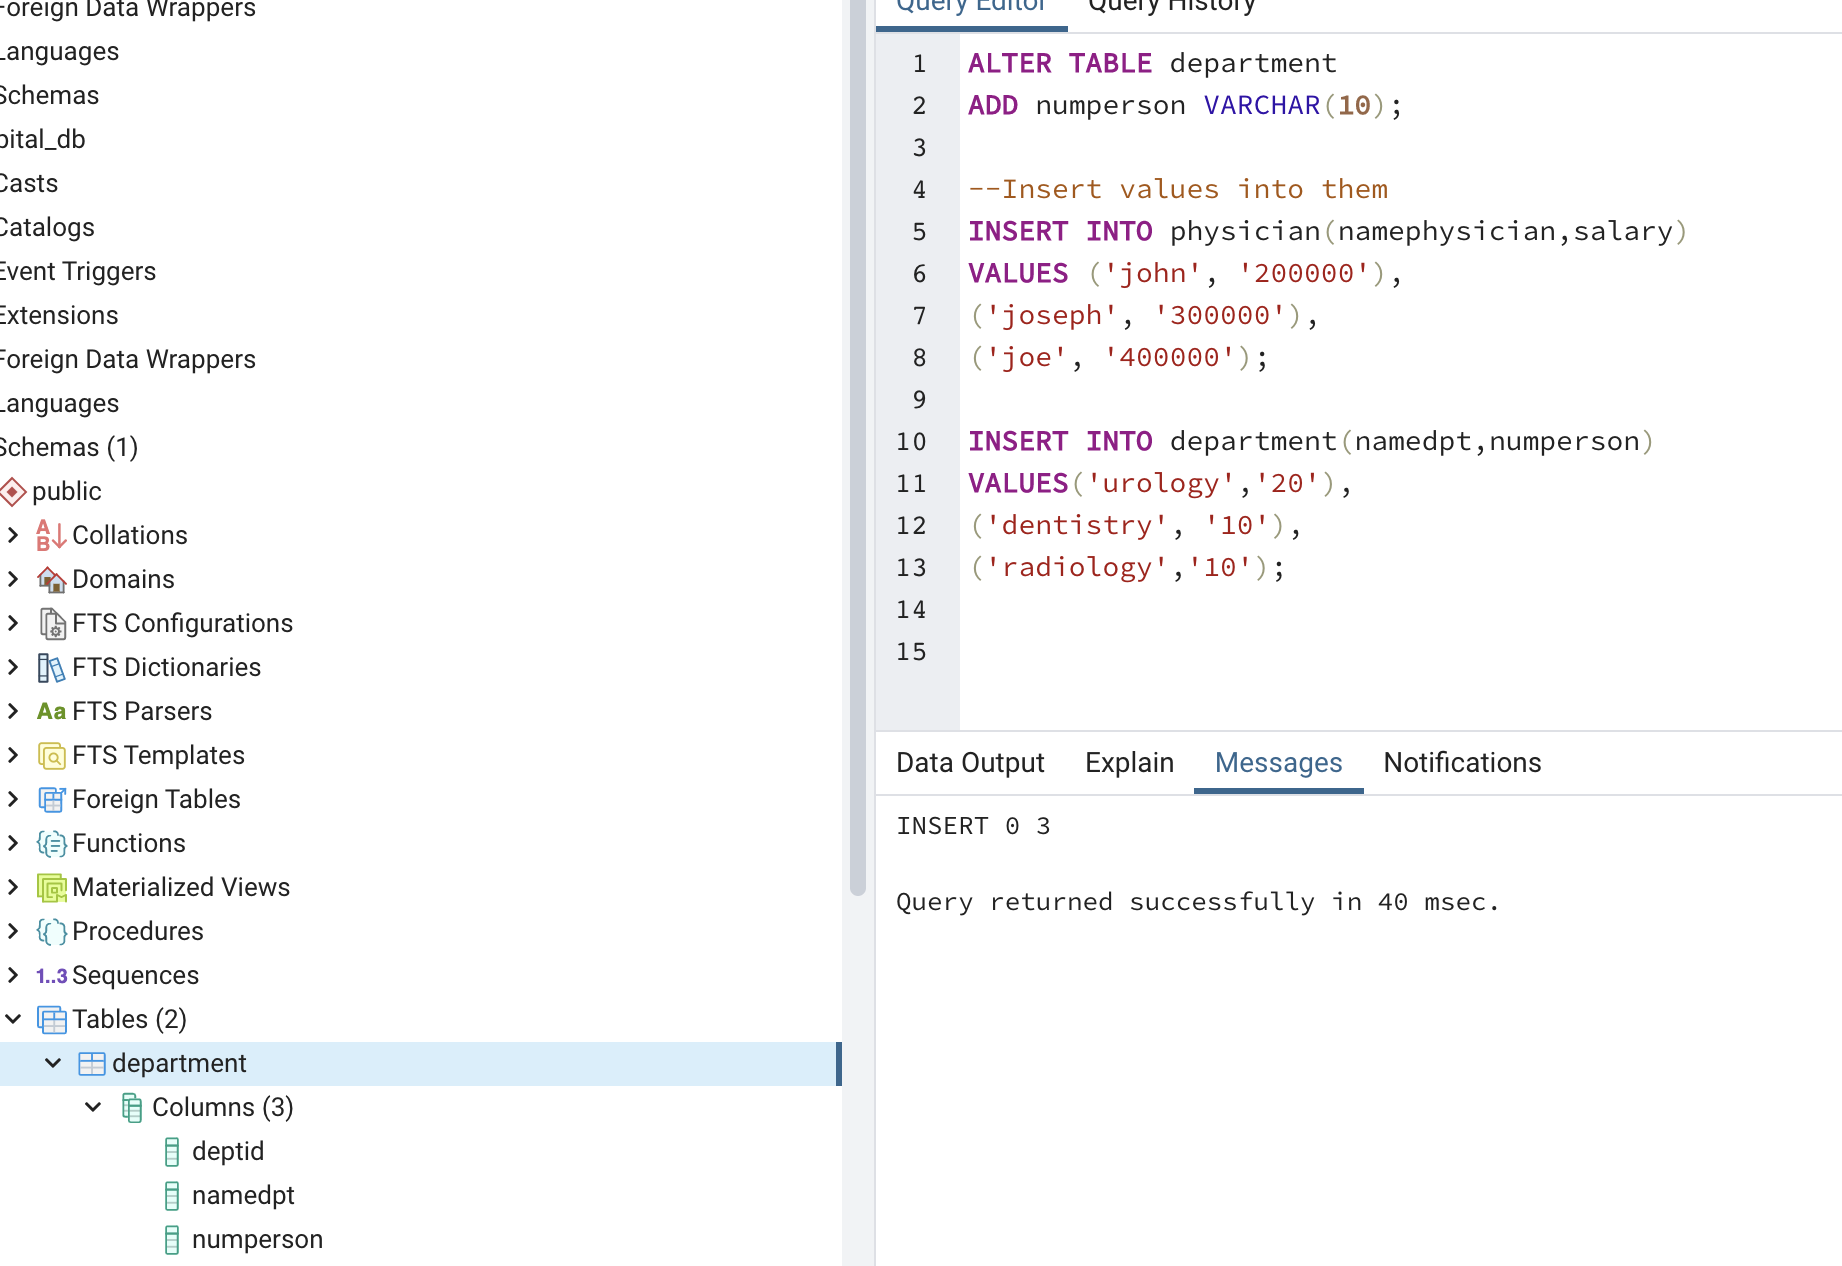 Foreign Data Wrappers
Languages
Schemas
pital_db
Casts
Catalogs
Event Triggers
Extensions
Foreign Data Wrappers
Languages
Schemas (1)
public
Collations
Domains
FTS Configurations
FTS Dictionaries
Aa FTS Parsers
FTS Templates
Foreign Tables
Functions
Materialized Views
Procedures
1..3 Sequences
Tables (2)
department
Columns (3)
deptid
namedpt
numperson
Query Editor Query History
1 ALTER TABLE department
2 ADD numperson VARCHAR(10);
3
4 --Insert values into them
5 INSERT INTO physician(namephysician,salary)
6 VALUES ('john', '200000'),
7 ('joseph', '300000'),
8 ('joe', '400000');
9
10 INSERT INTO department(namedpt,numperson)
11 VALUES('urology','20'),
12 ('dentistry', '10'),
13 ('radiology','10');
14
15
Data Output Explain Messages Notifications
INSERT 0 3
Query returned successfully in 40 msec.